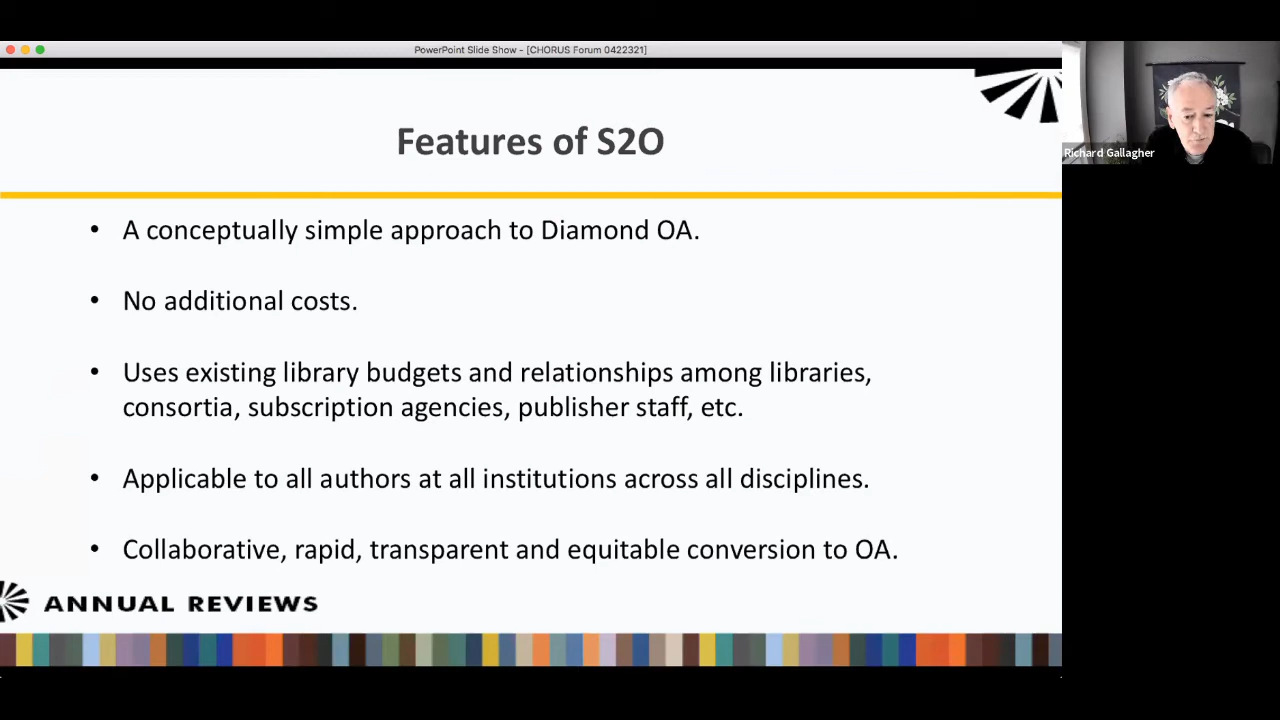 PowerPoint Slide Show - [CHORUS Forum 0422321]
Features of S2O
• A conceptually simple approach to Diamond OA.
• No additional costs.
• Uses existing library budgets and relationships among libraries,
consortia, subscription agencies, publisher staff, etc.
• Applicable to all authors at all institutions across all disciplines.
• Collaborative, rapid, transparent and equitable conversion to OA.
ANNUAL REVIEWS
Richard Gallagher